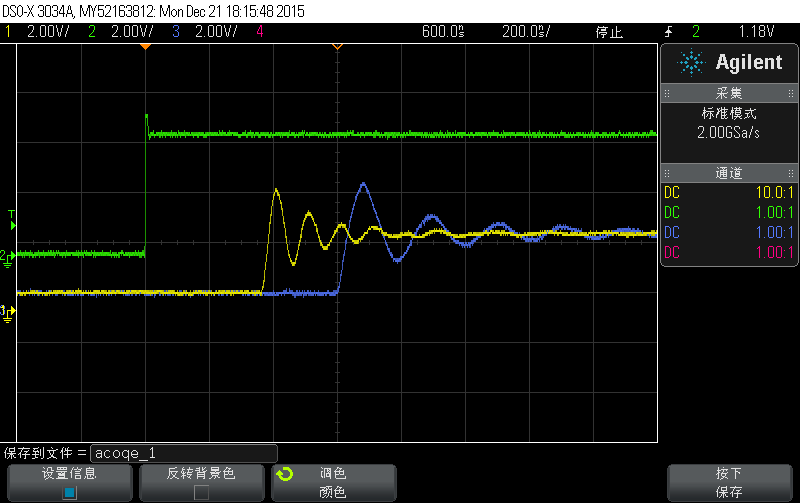 DSO-X 3034A, MY52163812: Mon Dec 21 18:15:48 2015
1 2.00V/ 2 2.00V/ 3 2.00V/ 4 600.0ns 200.0ns/ 停止 2 1.18V
Agilent
采集
标准模式
2.00GSa/s
通道
DC 10.0:1
DC 1.00:1
DC 1.00:1
DC 1.00:1
T
2
保存到文件 = acoqe_1
设置信息 反转背景色 调色 按下
颜色 保存